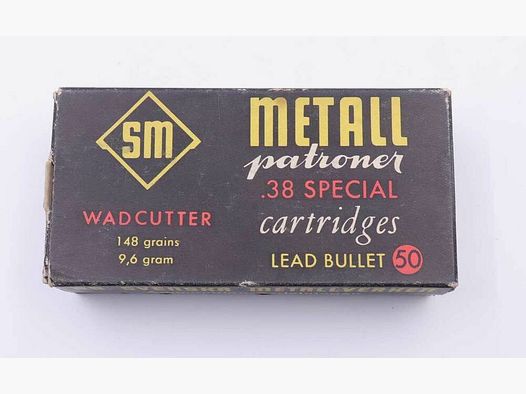 SM
WADCUTTER
148 grains
9,6 gram
METALL
patroner
.38 SPECIAL
cartridges
LEAD BULLET 50